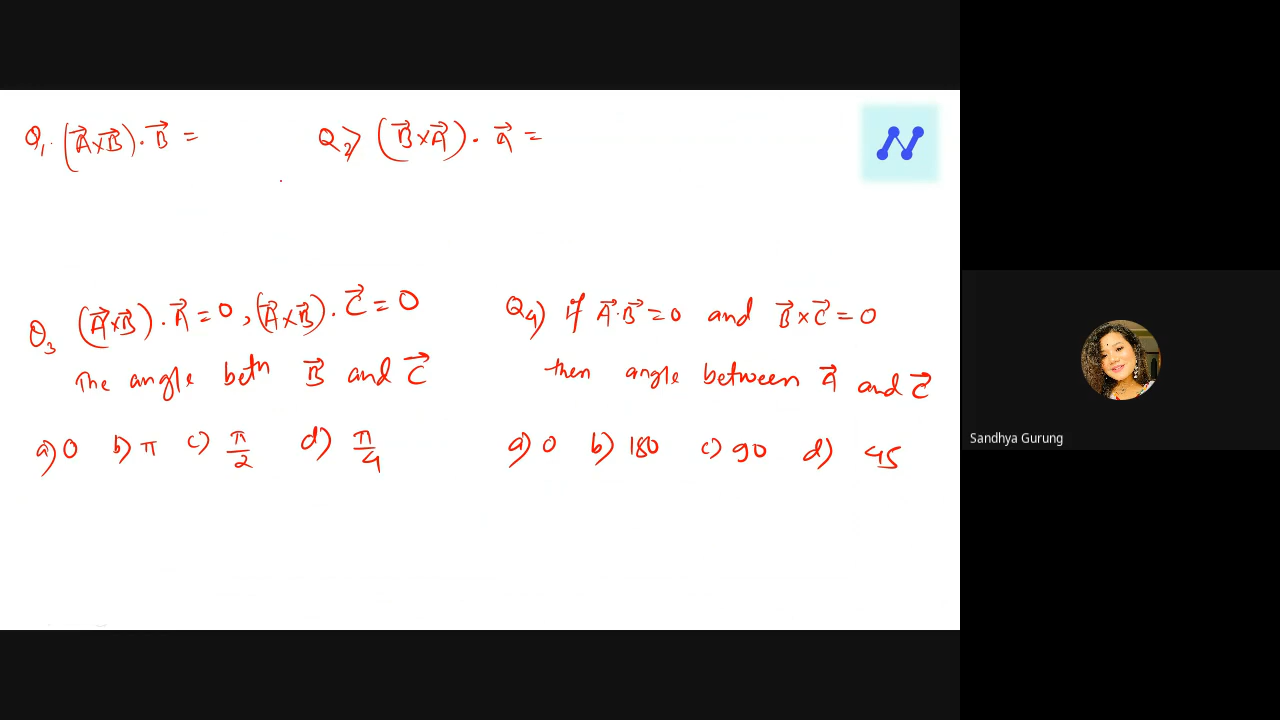 Q1. (A⃗×B⃗)·B⃗ =
Q2) (B⃗×A⃗)·A⃗ =
Q3 (A⃗×B⃗)·A⃗ = 0, (A⃗×B⃗)·C⃗ = 0
The angle betn B⃗ and C⃗
a) 0 b) π c) π/2 d) π/4
Q4) if A⃗·B⃗ = 0 and B⃗×C⃗ = 0
then angle between A⃗ and C⃗
a) 0 b) 180 c) 90 d) 45
Sandhya Gurung